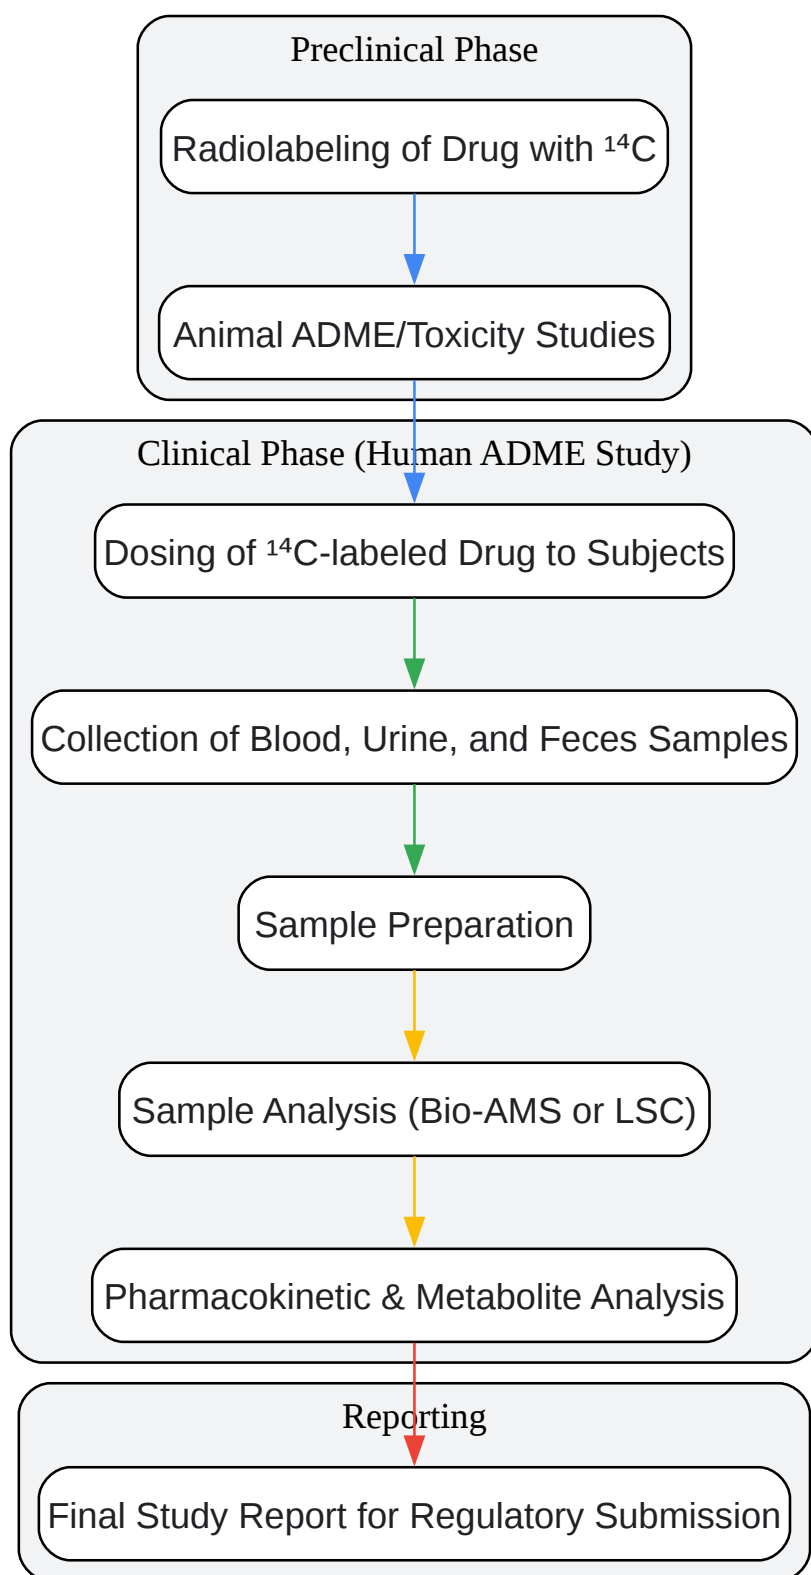 Preclinical Phase
Radiolabeling of Drug with ¹⁴C
Animal ADME/Toxicity Studies
Clinical Phase (Human ADME Study)
Dosing of ¹⁴C-labeled Drug to Subjects
Collection of Blood, Urine, and Feces Samples
Sample Preparation
Sample Analysis (Bio-AMS or LSC)
Pharmacokinetic & Metabolite Analysis
Reporting
Final Study Report for Regulatory Submission